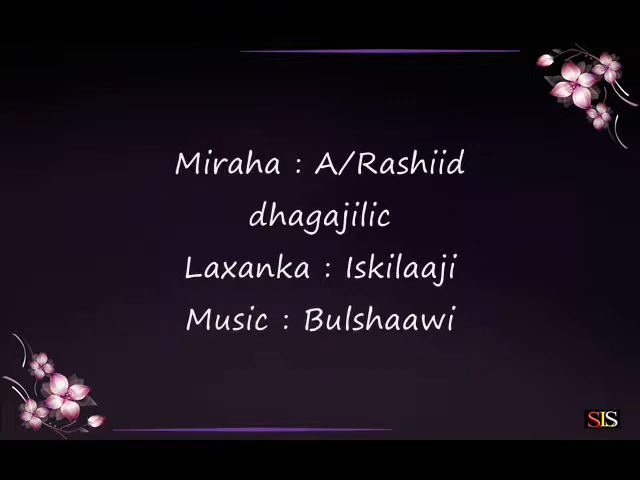 Miraha : A/Rashiid
dhagajilic
Laxanka : Iskilaaji
Music : Bulshaawi
SIS